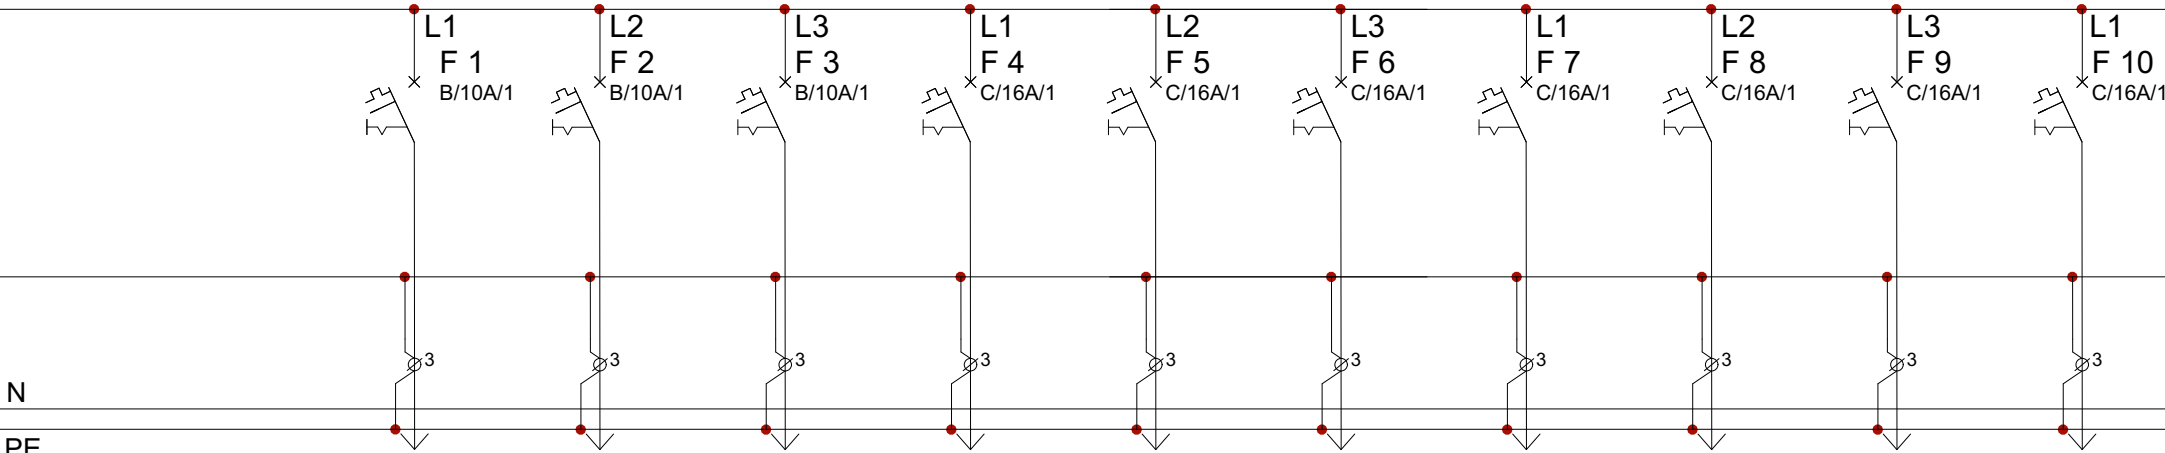 L1 L2 L3 L1 L2 L3 L1 L2 L3 L1
F 1 F 2 F 3 F 4 F 5 F 6 F 7 F 8 F 9 F 10
B/10A/1 B/10A/1 B/10A/1 C/16A/1 C/16A/1 C/16A/1 C/16A/1 C/16A/1 C/16A/1 C/16A/1
3 3 3 3 3 3 3 3 3 3
N
PE